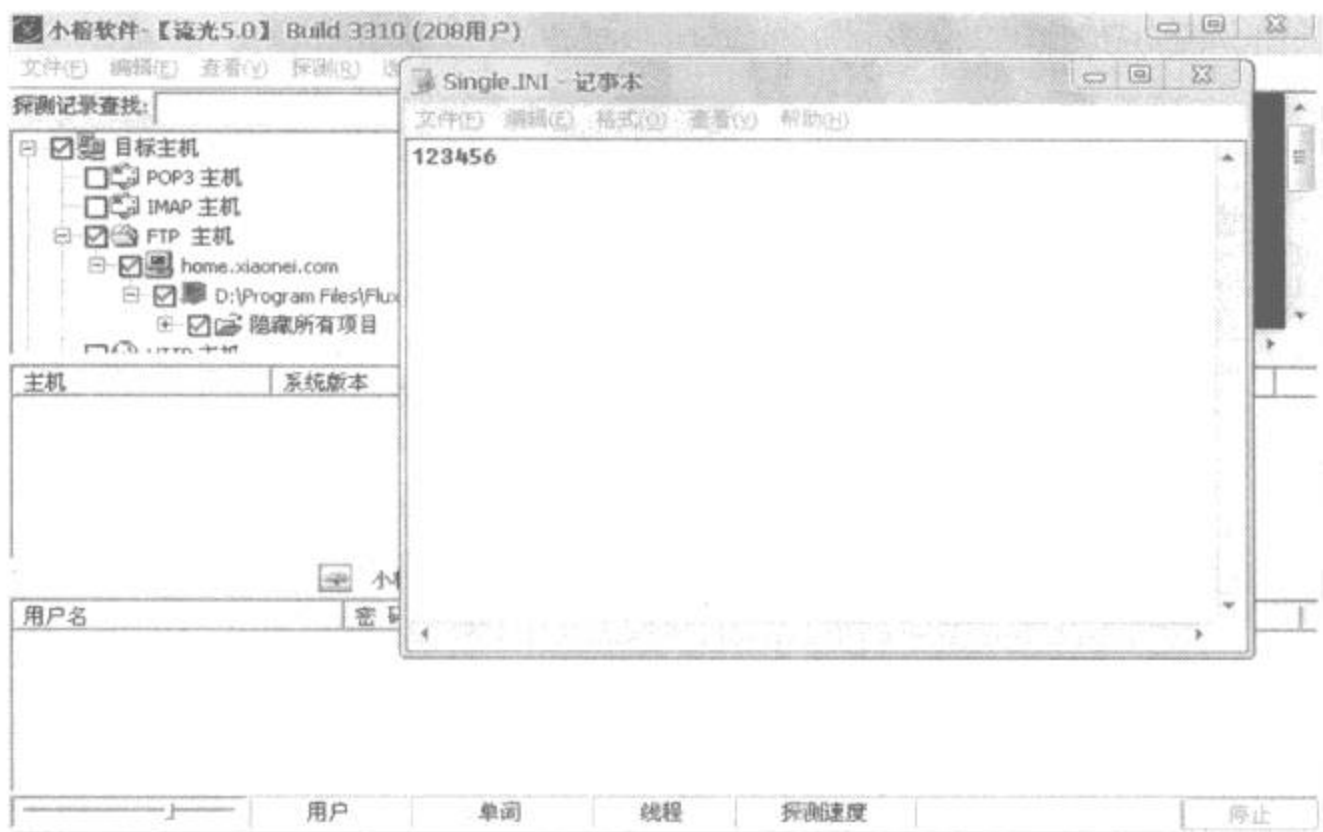 小榕软件-【流光5.0】 Build 3310 (208用户)
文件(F) 编辑(E) 查看(V) 探测(R)
探测记录查找:
目标主机
POP3 主机
IMAP 主机
FTP 主机
home.xiaonei.com
D:\Program Files\Flux
隐藏所有项目
主机 系统版本
用户名 密
用户 单词 线程 探测速度 停止
Single.INI - 记事本
文件(F) 编辑(E) 格式(O) 查看(V) 帮助(H)
123456